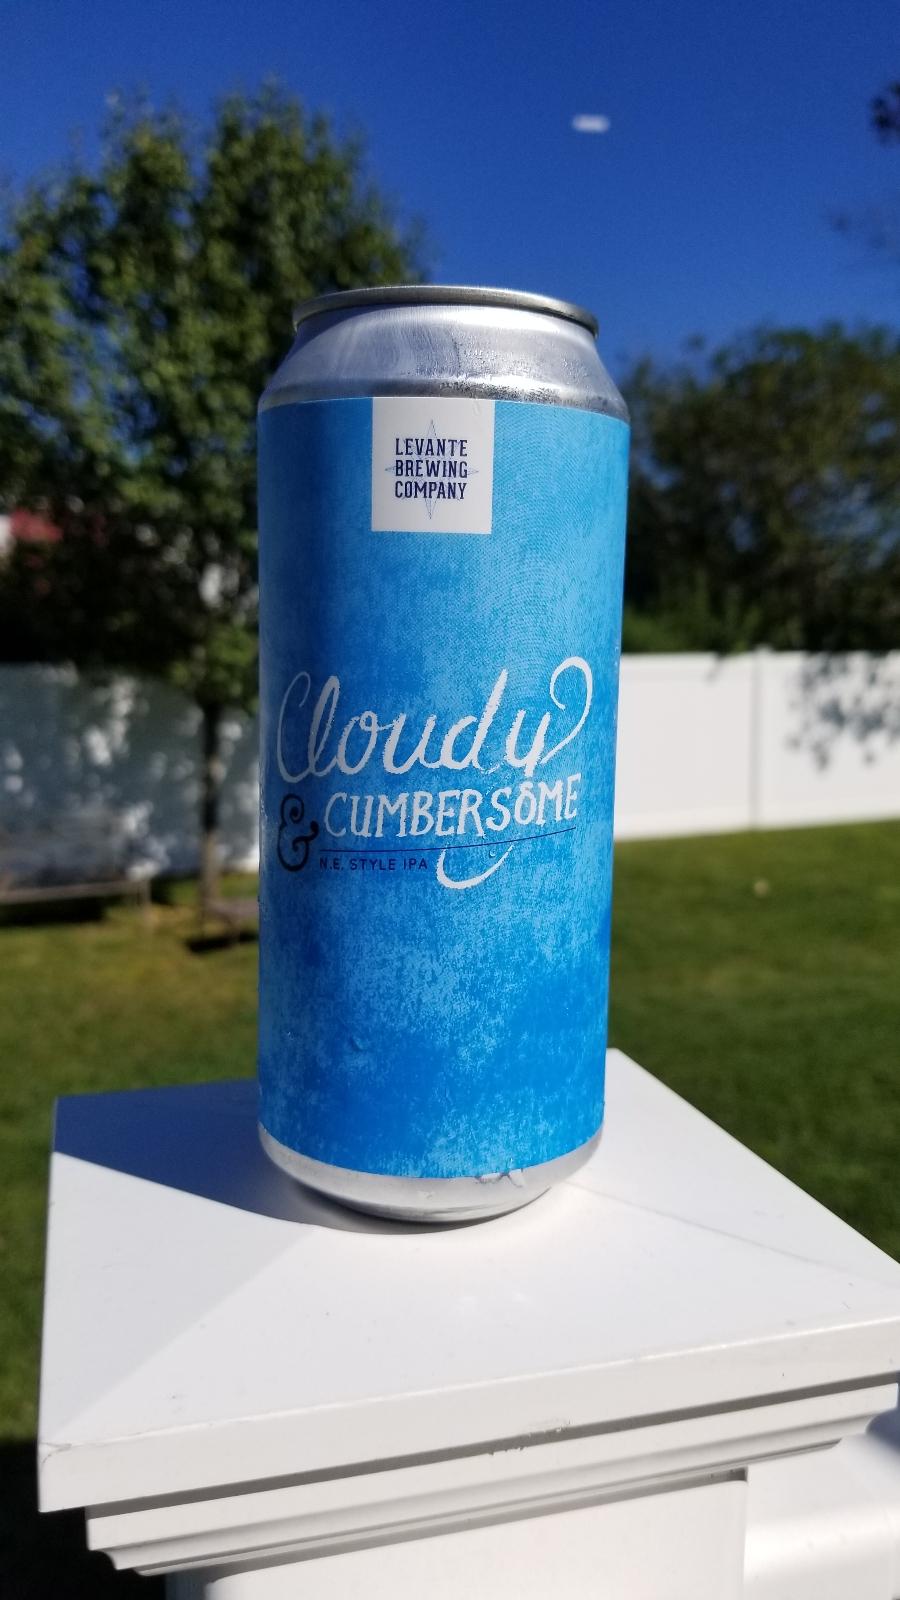 LEVANTE
BREWING
COMPANY
Cloudy
& CUMBERSOME
N.E. STYLE IPA